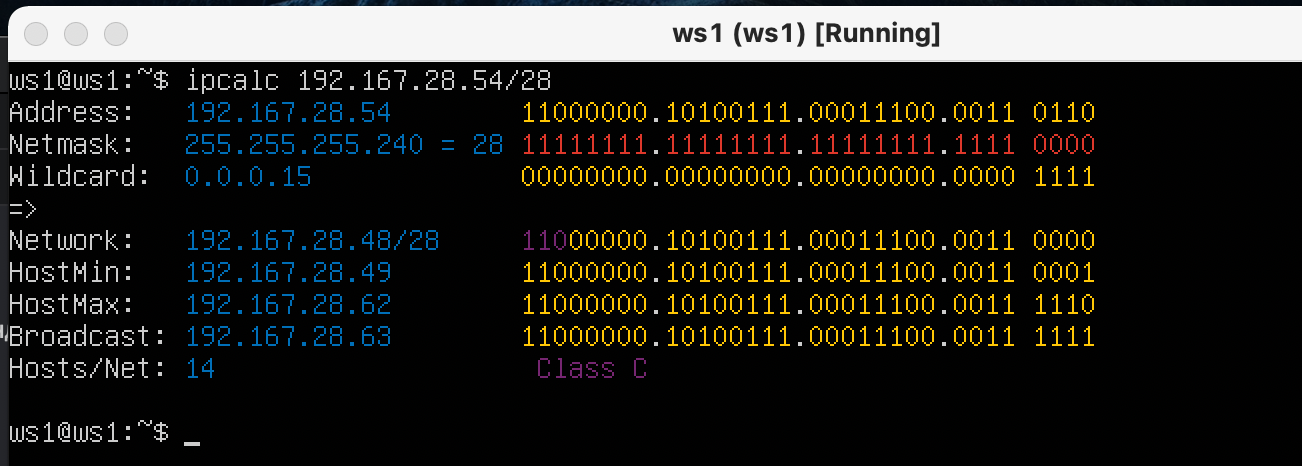 ws1 (ws1) [Running]
ws1@ws1:~$ ipcalc 192.167.28.54/28
Address:   192.167.28.54        11000000.10100111.00011100.0011 0110
Netmask:   255.255.255.240 = 28 11111111.11111111.11111111.1111 0000
Wildcard:  0.0.0.15             00000000.00000000.00000000.0000 1111
=>
Network:   192.167.28.48/28     11000000.10100111.00011100.0011 0000
HostMin:   192.167.28.49        11000000.10100111.00011100.0011 0001
HostMax:   192.167.28.62        11000000.10100111.00011100.0011 1110
Broadcast: 192.167.28.63        11000000.10100111.00011100.0011 1111
Hosts/Net: 14                    Class C
ws1@ws1:~$ _